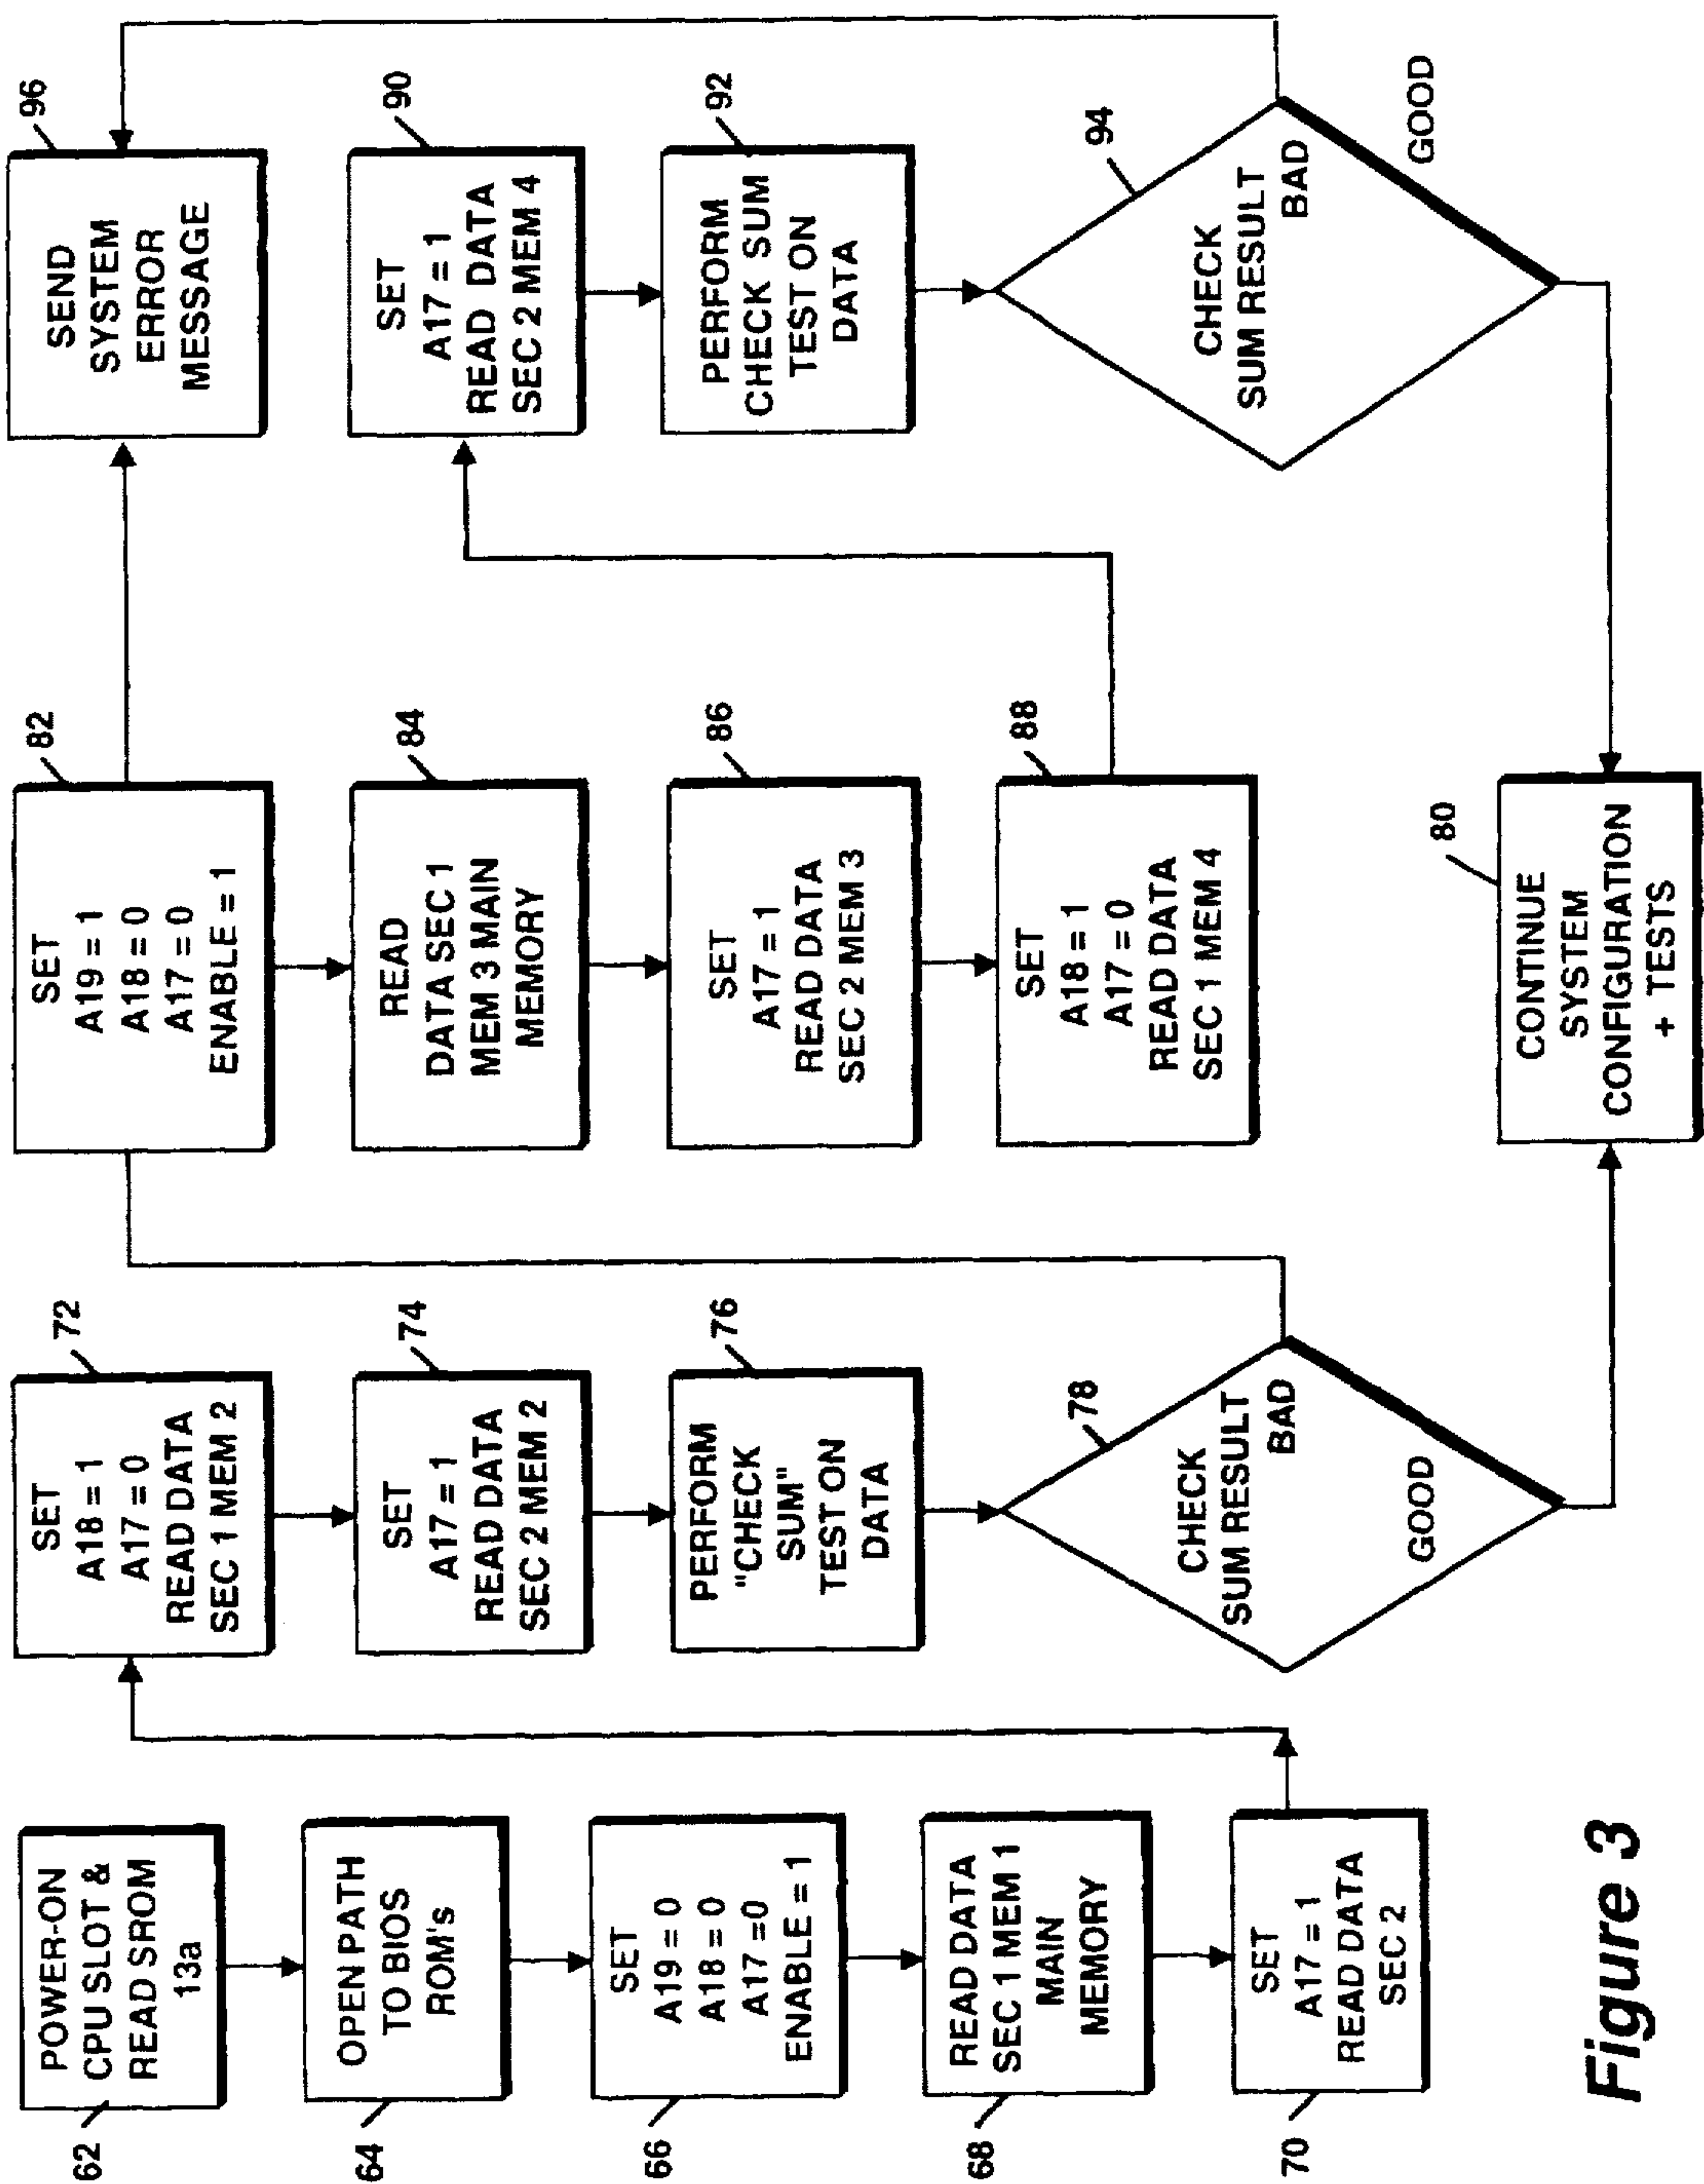 62
POWER-ON
CPU SLOT &
READ SROM
13a
64
OPEN PATH
TO BIOS
ROM's
66
SET
A19 = 0
A18 = 0
A17 =0
ENABLE = 1
68
READ DATA
SEC 1 MEM 1
MAIN
MEMORY
70
SET
A17 = 1
READ DATA
SEC 2
72
SET
A18 = 1
A17 = 0
READ DATA
SEC 1 MEM 2
74
SET
A17 = 1
READ DATA
SEC 2 MEM 2
76
PERFORM
"CHECK
SUM"
TEST ON
DATA
78
CHECK
SUM RESULT
BAD
GOOD
82
SET
A19 = 1
A18 = 0
A17 = 0
ENABLE = 1
84
READ
DATA SEC 1
MEM 3 MAIN
MEMORY
86
SET
A17 = 1
READ DATA
SEC 2 MEM 3
88
SET
A18 = 1
A17 = 0
READ DATA
SEC 1 MEM 4
80
CONTINUE
SYSTEM
CONFIGURATION
+ TESTS
96
SEND
SYSTEM
ERROR
MESSAGE
90
SET
A17 = 1
READ DATA
SEC 2 MEM 4
92
PERFORM
CHECK SUM
TEST ON
DATA
94
CHECK
SUM RESULT
BAD
GOOD
Figure 3